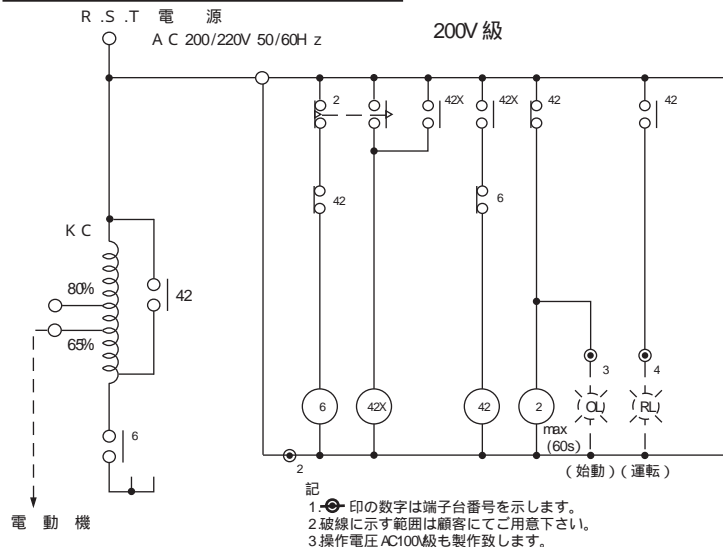 R.S.T 電源
AC 200/220V 50/60Hz
200V級
2
42X
42X
42
42
42
6
KC
80%
42
65%
3
4
6
42X
42
2
OL
RL
6
max
(60s)
(始動)(運転)
2
電動機
記
1. 印の数字は端子台番号を示します。
2.破線に示す範囲は顧客にてご用意下さい。
3.操作電圧AC100V級も製作致します。